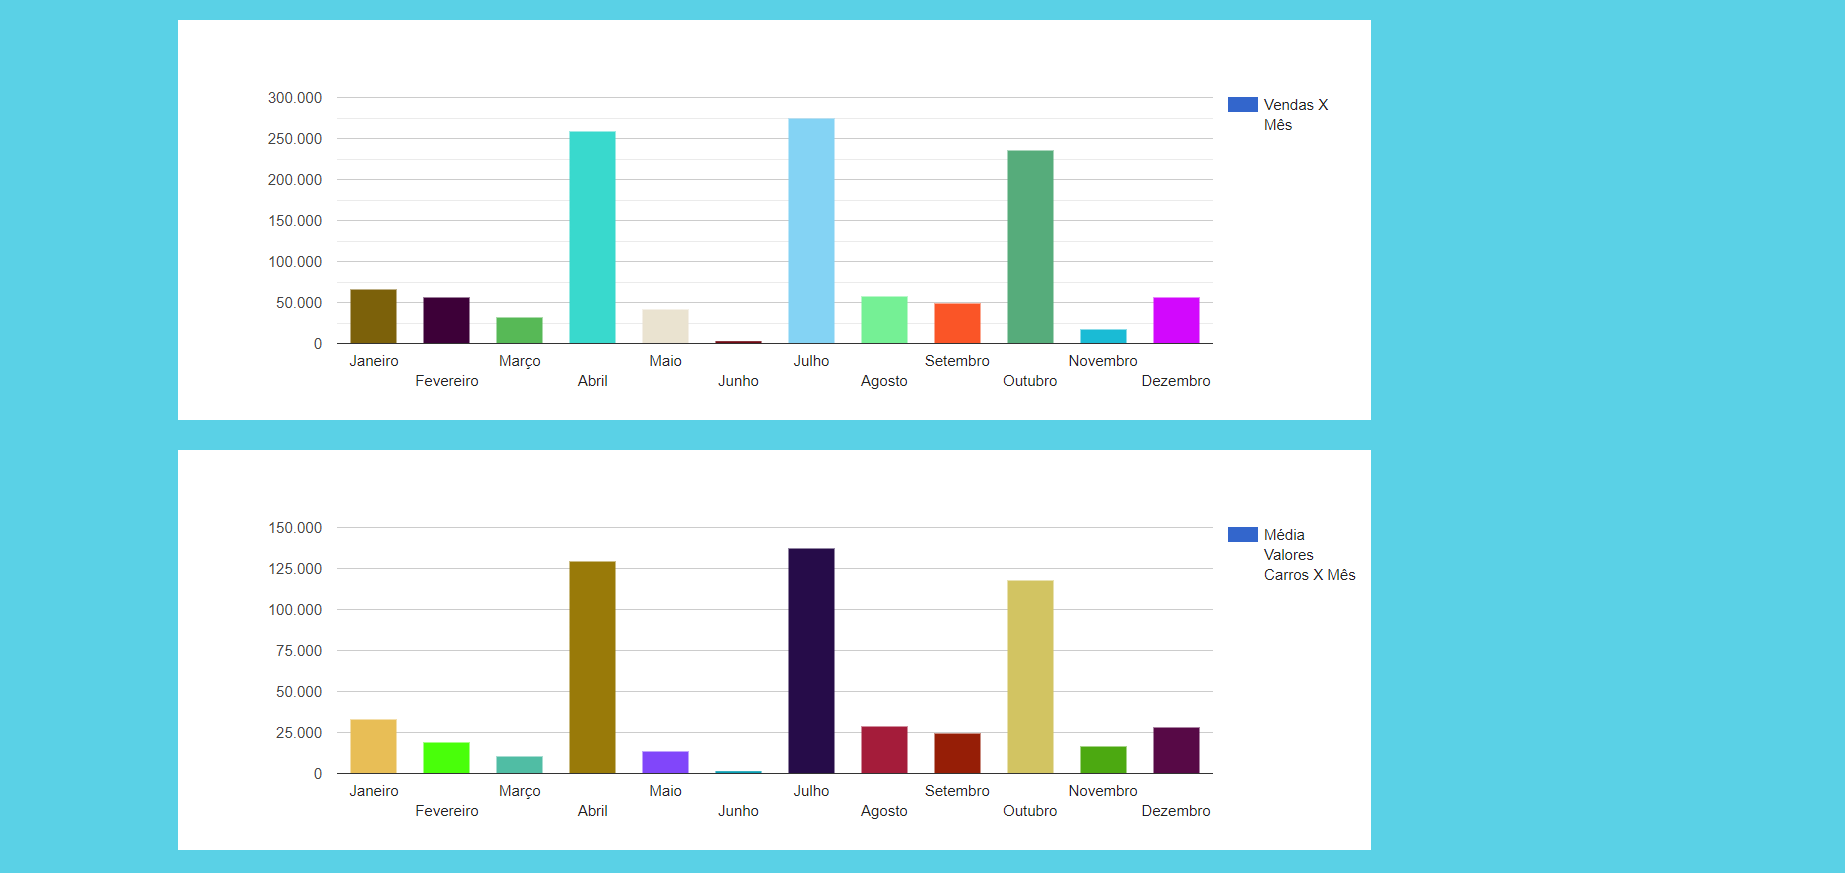 300.000
250.000
200.000
150.000
100.000
50.000
0
Janeiro
Fevereiro
Março
Abril
Maio
Junho
Julho
Agosto
Setembro
Outubro
Novembro
Dezembro
Vendas X
Mês
150.000
125.000
100.000
75.000
50.000
25.000
0
Janeiro
Fevereiro
Março
Abril
Maio
Junho
Julho
Agosto
Setembro
Outubro
Novembro
Dezembro
Média
Valores
Carros X Mês